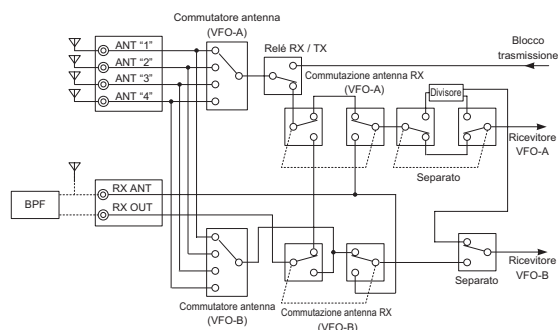 Commutatore antenna
(VFO-A)
ANT “1”
ANT “2”
ANT “3”
ANT “4”
Relé RX / TX
Blocco
trasmissione
Commutazione antenna RX
(VFO-A)
Divisore
Ricevitore
VFO-A
Separato
RX ANT
RX OUT
BPF
Commutatore antenna
(VFO-B)
Commutazione antenna RX
(VFO-B)
Separato
Ricevitore
VFO-B